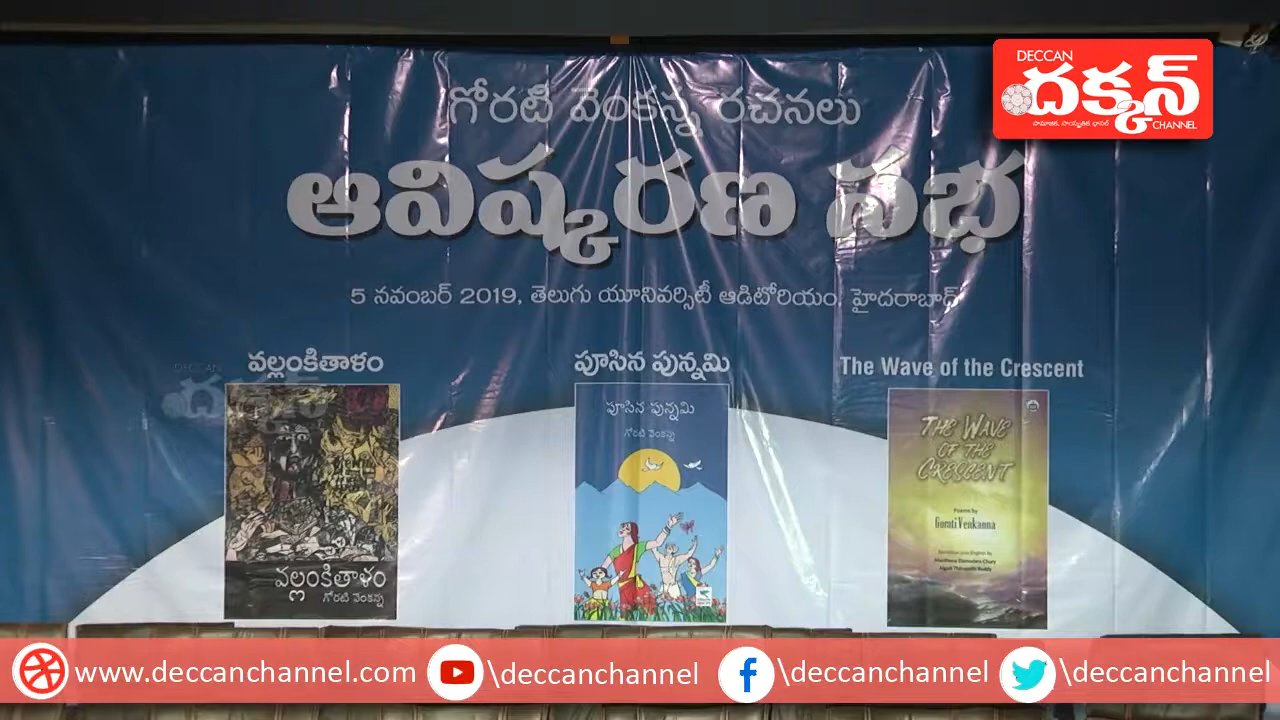 DECCAN
దక్కన్
CHANNEL
గోరటి వెంకన్న రచనలు
ఆవిష్కరణ సభ
5 నవంబర్ 2019, తెలుగు యూనివర్సిటీ ఆడిటోరియం, హైదరాబాద్
వల్లంకితాళం
పూసిన పున్నమి
The Wave of the Crescent
వల్లంకితాళం
గోరటి వెంకన్న
పూసిన పున్నమి
గోరటి వెంకన్న
THE WAVE
OF THE
CRESCENT
Poems by
Gorati Venkanna
www.deccanchannel.com
\deccanchannel
\deccanchannel
\deccanchannel